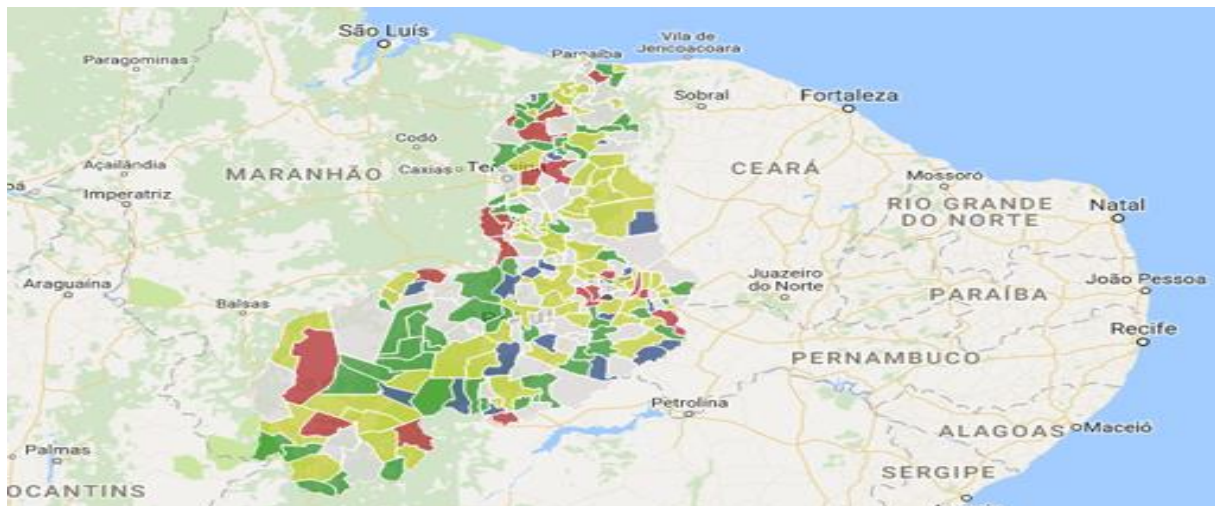 São Luís
Vila de
Jericoacoara
Parnaíba
Paragominas
Sobral
Fortaleza
Codó
Açailândia
MARANHÃO
Caxias
CEARÁ
Imperatriz
Mossoró
RIO GRANDE
DO NORTE
Natal
Araguaína
Balsas
Juazeiro
do Norte
João Pessoa
PARAÍBA
Recife
PERNAMBUCO
Petrolina
ALAGOAS
Maceió
Palmas
SERGIPE
OCANTINS